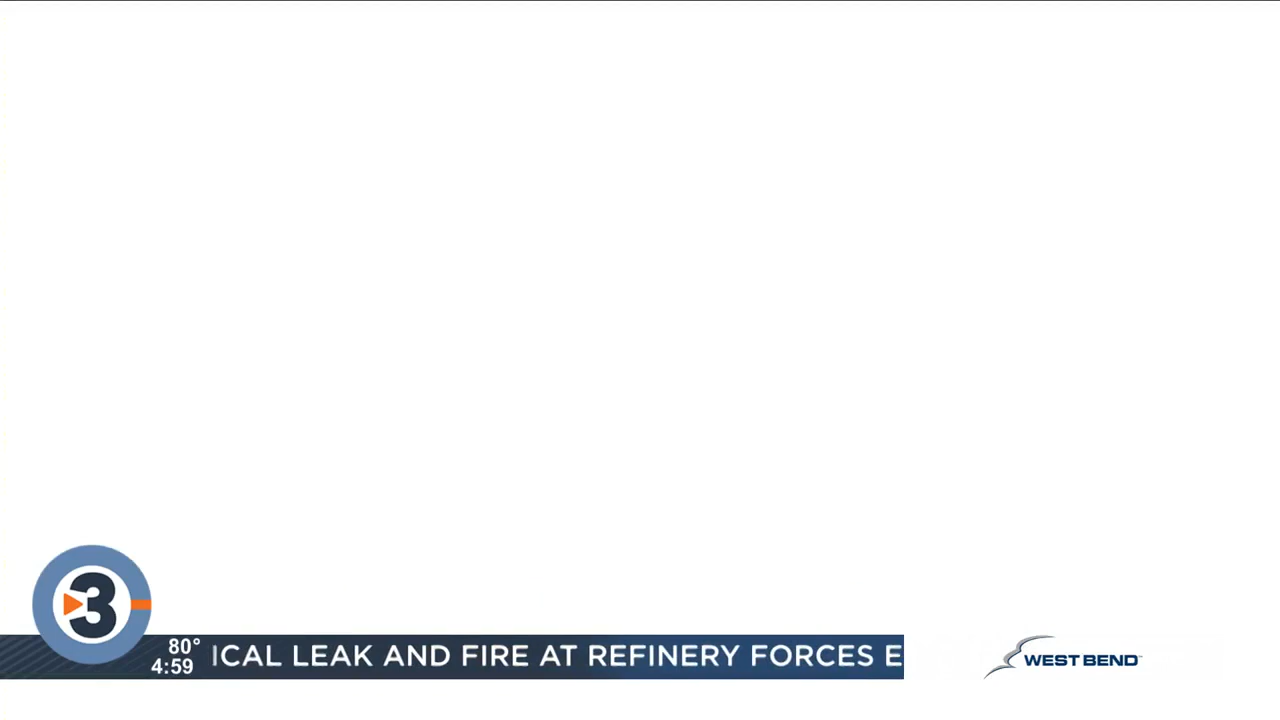 3
80°
4:59
ICAL LEAK AND FIRE AT REFINERY FORCES E
WEST BEND